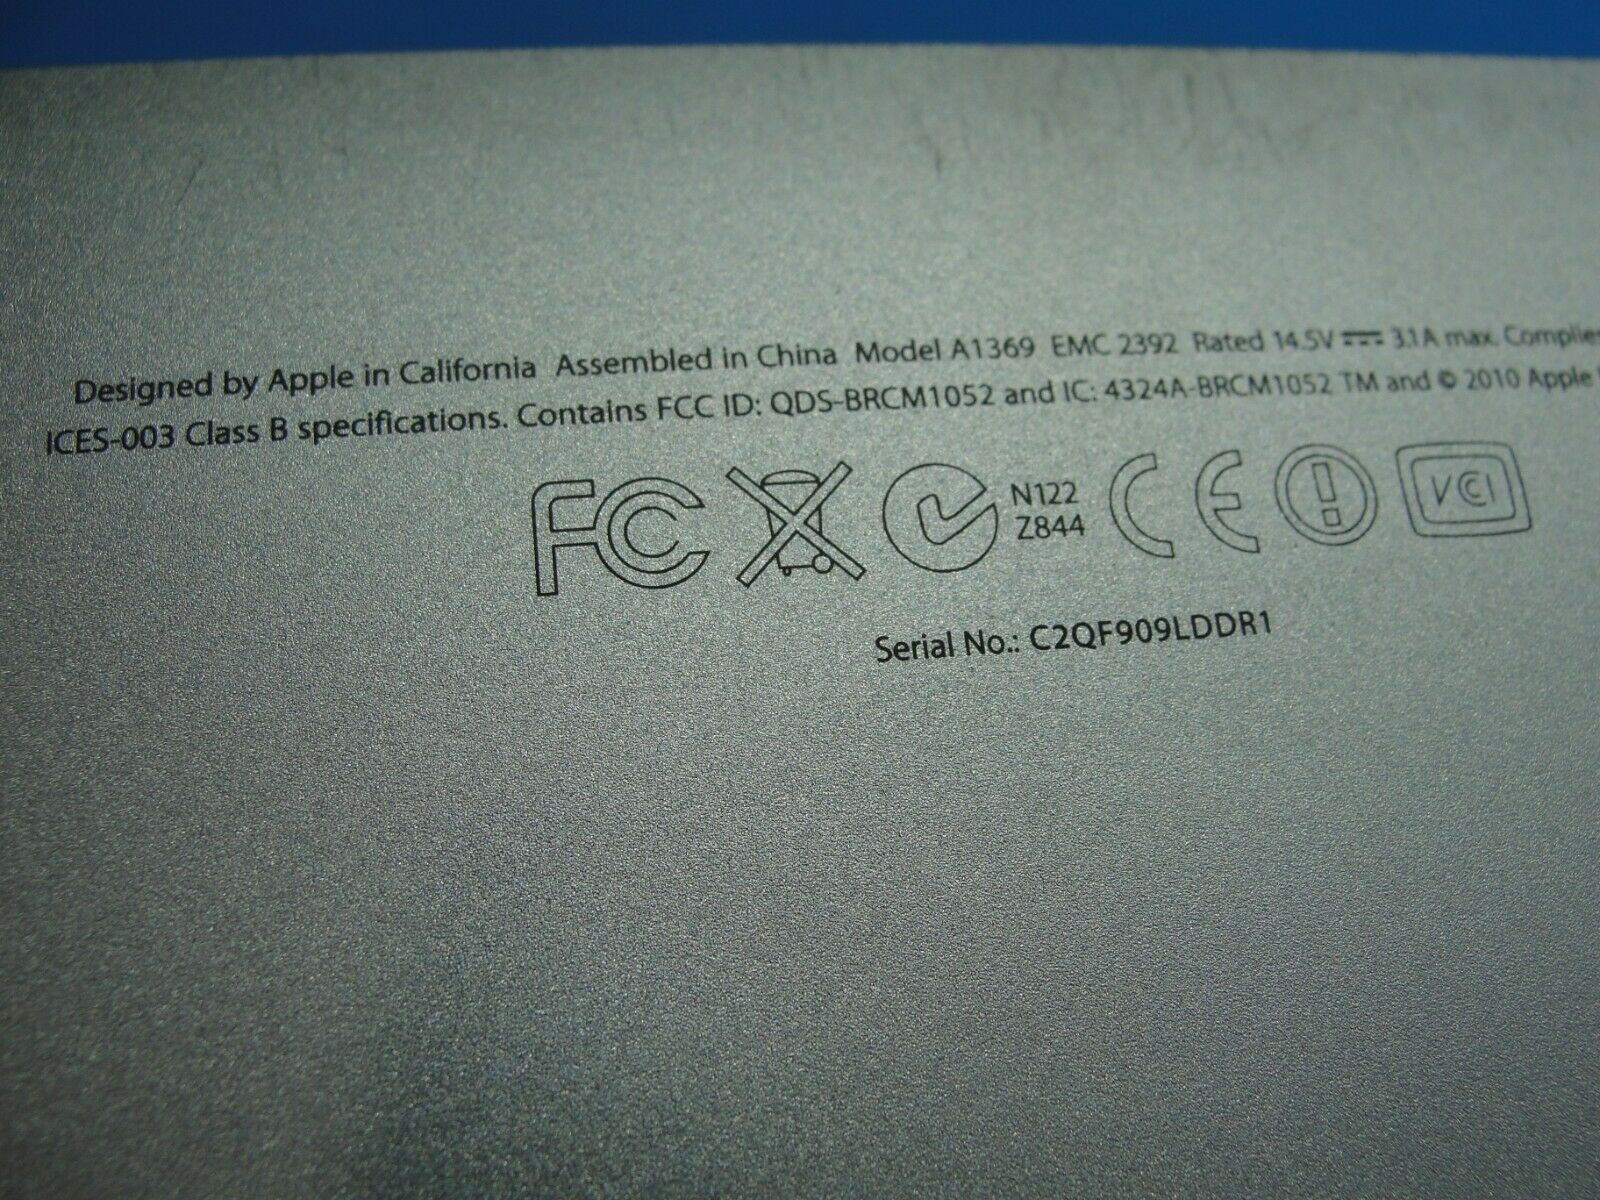 Designed by Apple in California Assembled in China Model A1369 EMC 2392 Rated 14.5V ⎓ 3.1A max. Complies
ICES-003 Class B specifications. Contains FCC ID: QDS-BRCM1052 and IC: 4324A-BRCM1052 TM and © 2010 Apple
FC N122 CE VCI
Z844
Serial No.: C2QF909LDDR1